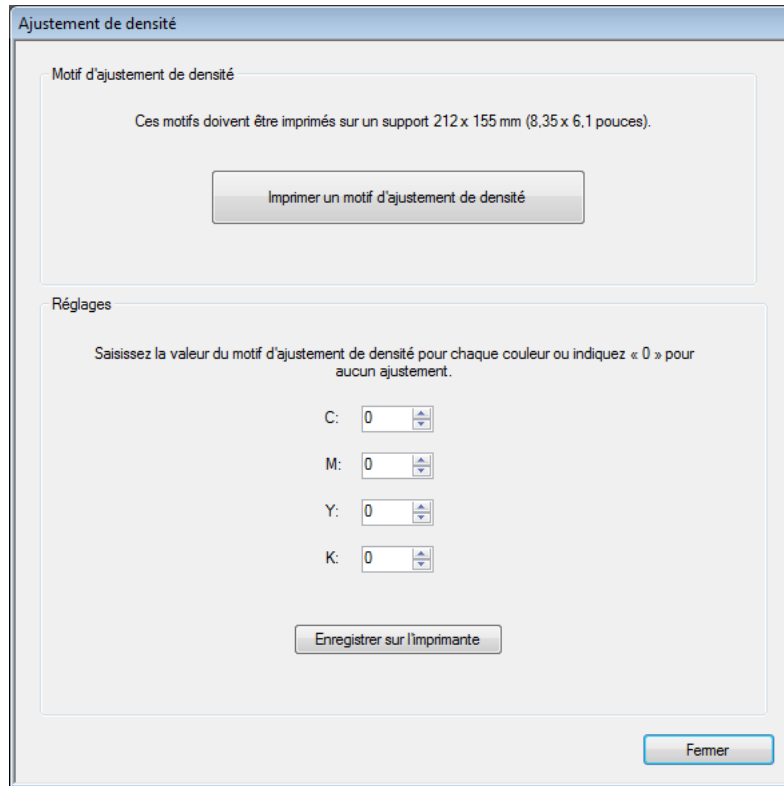 Ajustement de densité
Motif d'ajustement de densité
Ces motifs doivent être imprimés sur un support 212 x 155 mm (8,35 x 6,1 pouces).
Imprimer un motif d'ajustement de densité
Réglages
Saisissez la valeur du motif d'ajustement de densité pour chaque couleur ou indiquez « 0 » pour
aucun ajustement.
C: 0
M: 0
Y: 0
K: 0
Enregistrer sur l'imprimante
Fermer